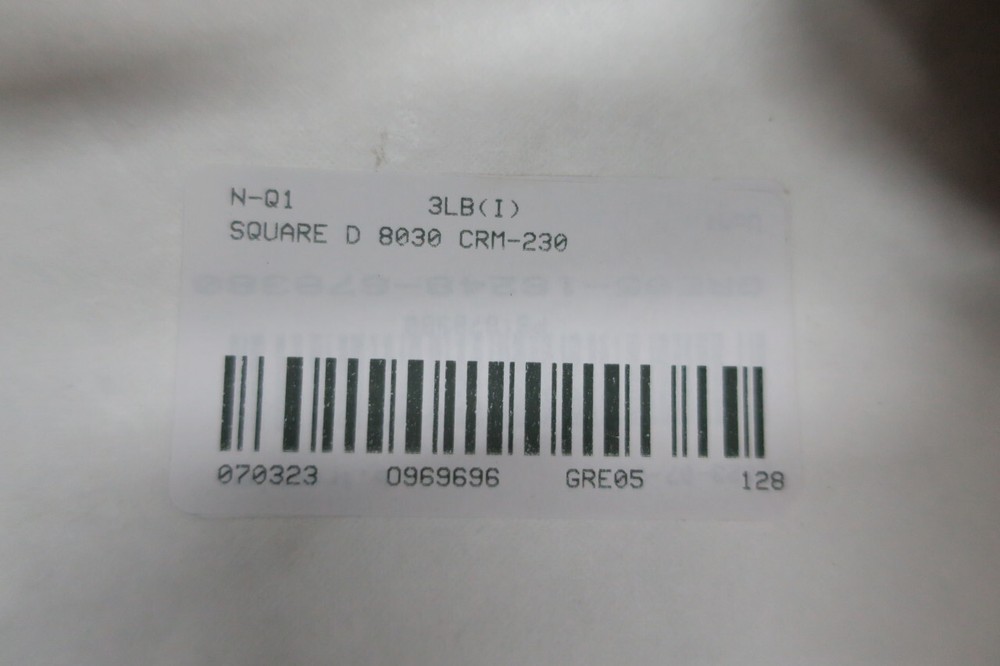 N-Q1 3LB(I)
SQUARE D 8030 CRM-230
070323 0969696 GRE05 128